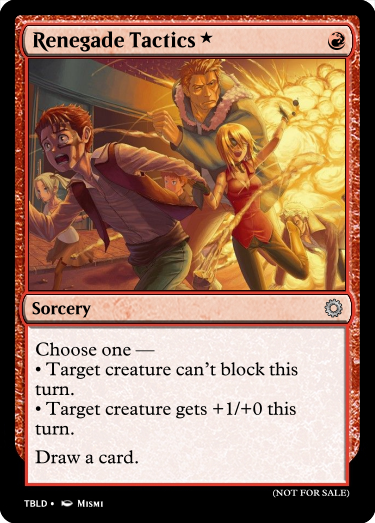 Renegade Tactics ★
Sorcery
Choose one —
• Target creature can't block this
turn.
• Target creature gets +1/+0 this
turn.
Draw a card.
(NOT FOR SALE)
TBLD • Mismi